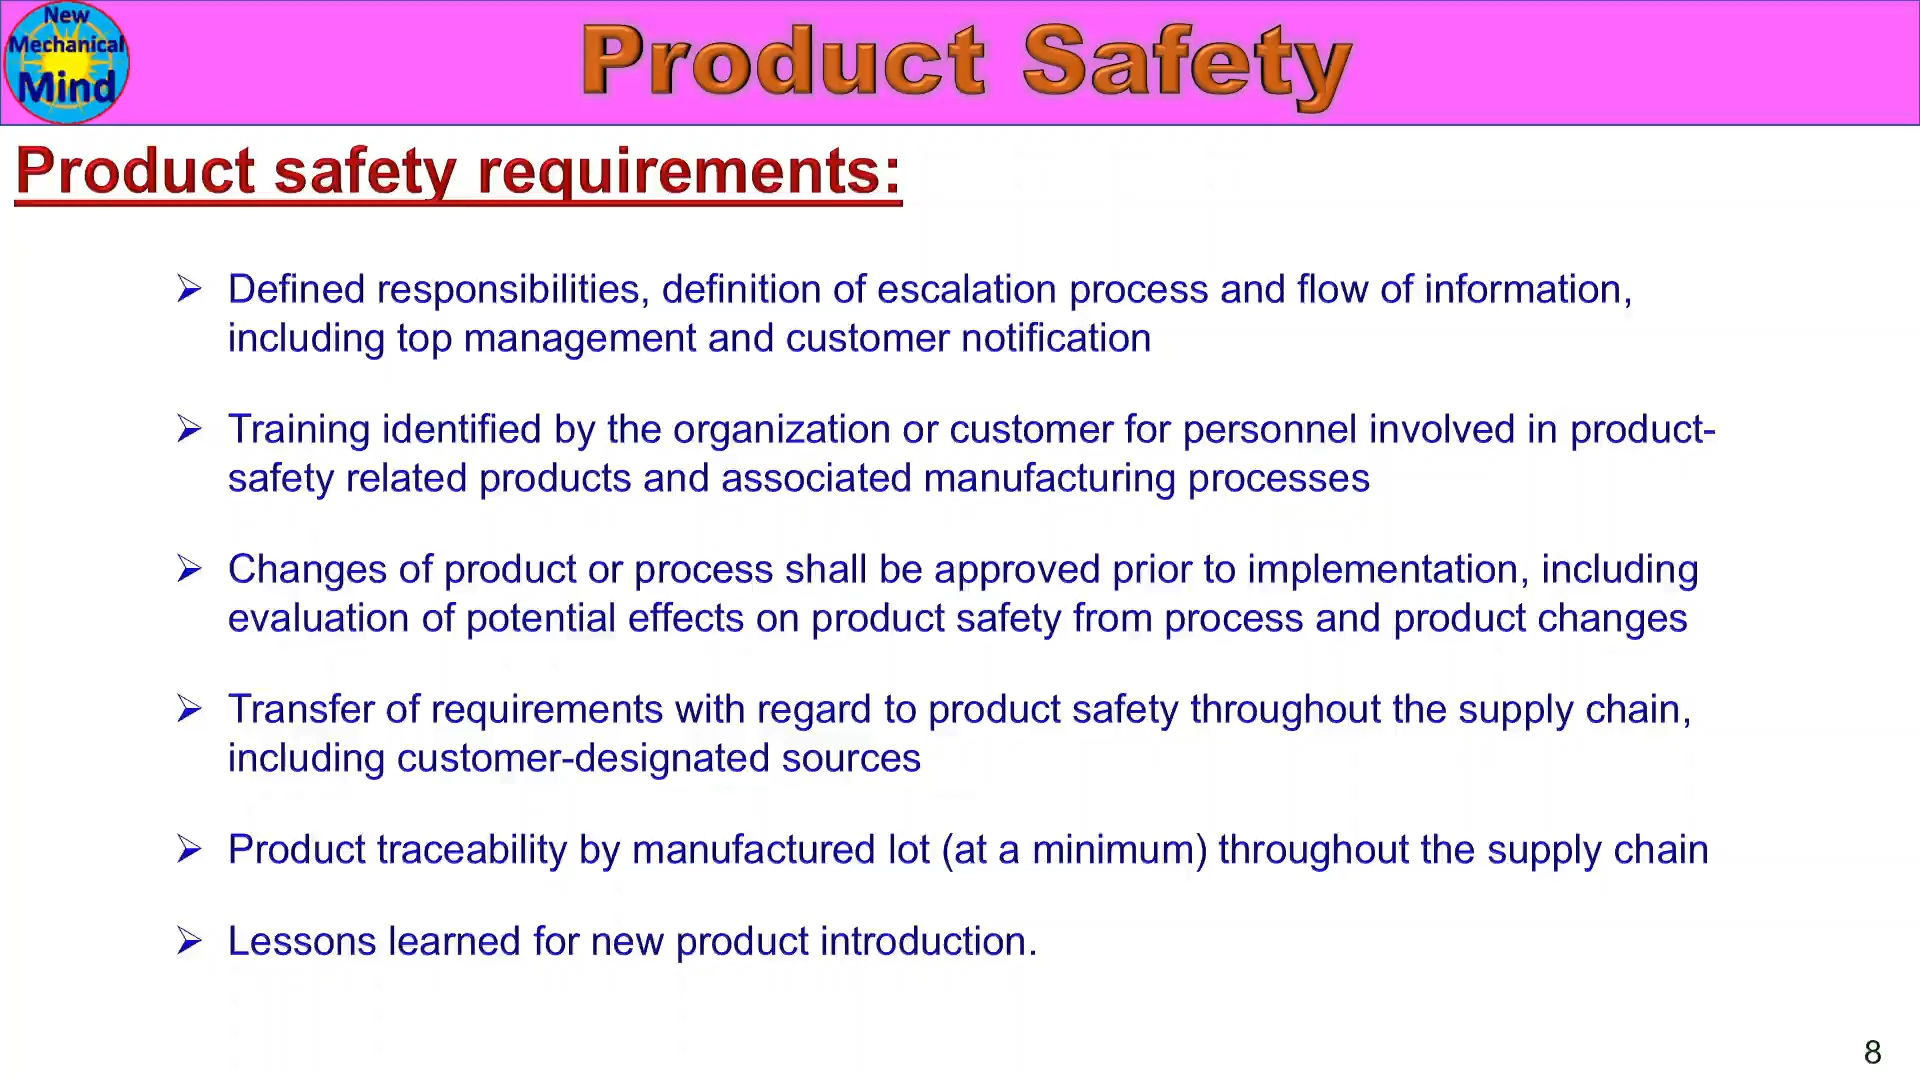 New
Mechanical
Mind
Product Safety
Product safety requirements:
➢ Defined responsibilities, definition of escalation process and flow of information,
including top management and customer notification
➢ Training identified by the organization or customer for personnel involved in product-
safety related products and associated manufacturing processes
➢ Changes of product or process shall be approved prior to implementation, including
evaluation of potential effects on product safety from process and product changes
➢ Transfer of requirements with regard to product safety throughout the supply chain,
including customer-designated sources
➢ Product traceability by manufactured lot (at a minimum) throughout the supply chain
➢ Lessons learned for new product introduction.
8